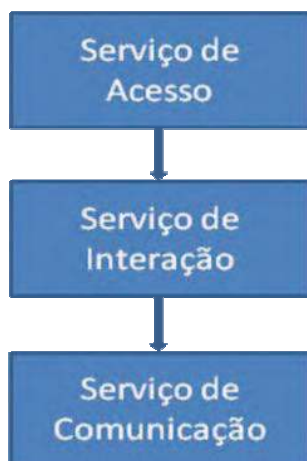 Serviço de
Acesso
Serviço de
Interação
Serviço de
Comunicação